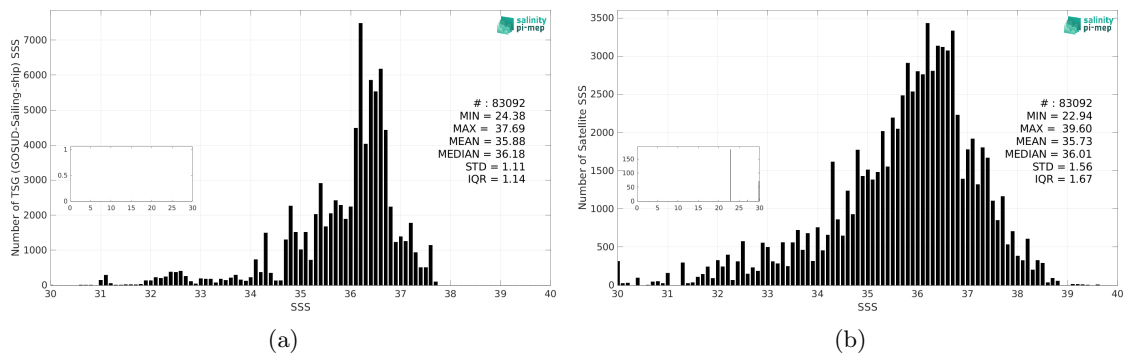 salinity
pi-mep
7000
6000
5000
4000
3000
2000
1000
0
Number of TSG (GOSUD-Sailing-ship) SSS
# : 83092
MIN = 24.38
MAX = 37.69
MEAN = 35.88
MEDIAN = 36.18
STD = 1.11
IQR = 1.14
1
0.5
0
0 5 10 15 20 25 30
30 31 32 33 34 35 36 37 38 39 40
SSS
(a)
salinity
pi-mep
3500
3000
2500
2000
1500
1000
500
0
Number of Satellite SSS
# : 83092
MIN = 22.94
MAX = 39.60
MEAN = 35.73
MEDIAN = 36.01
STD = 1.56
IQR = 1.67
150
100
50
0
0 5 10 15 20 25 30
30 31 32 33 34 35 36 37 38 39 40
SSS
(b)